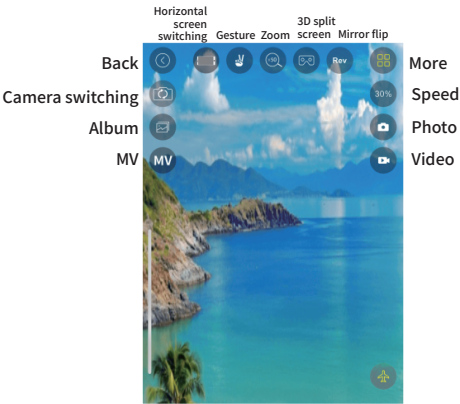 Horizontal
screen
switching
Gesture
Zoom
3D split
screen
Mirror flip
Back
×50
Rev
More
Camera switching
30%
Speed
Album
Photo
MV
MV
Video